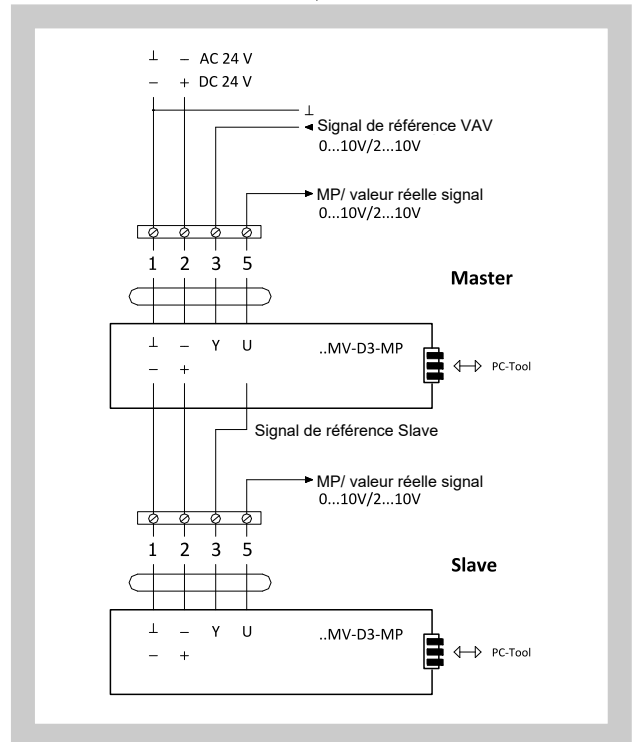 ⊥ – AC 24 V
– + DC 24 V
⊥
Signal de référence VAV
0...10V/2...10V
MP/ valeur réelle signal
0...10V/2...10V
1 2 3 5
Master
⊥ – Y U ..MV-D3-MP
– +
PC-Tool
Signal de référence Slave
MP/ valeur réelle signal
0...10V/2...10V
1 2 3 5
Slave
⊥ – Y U ..MV-D3-MP
– +
PC-Tool